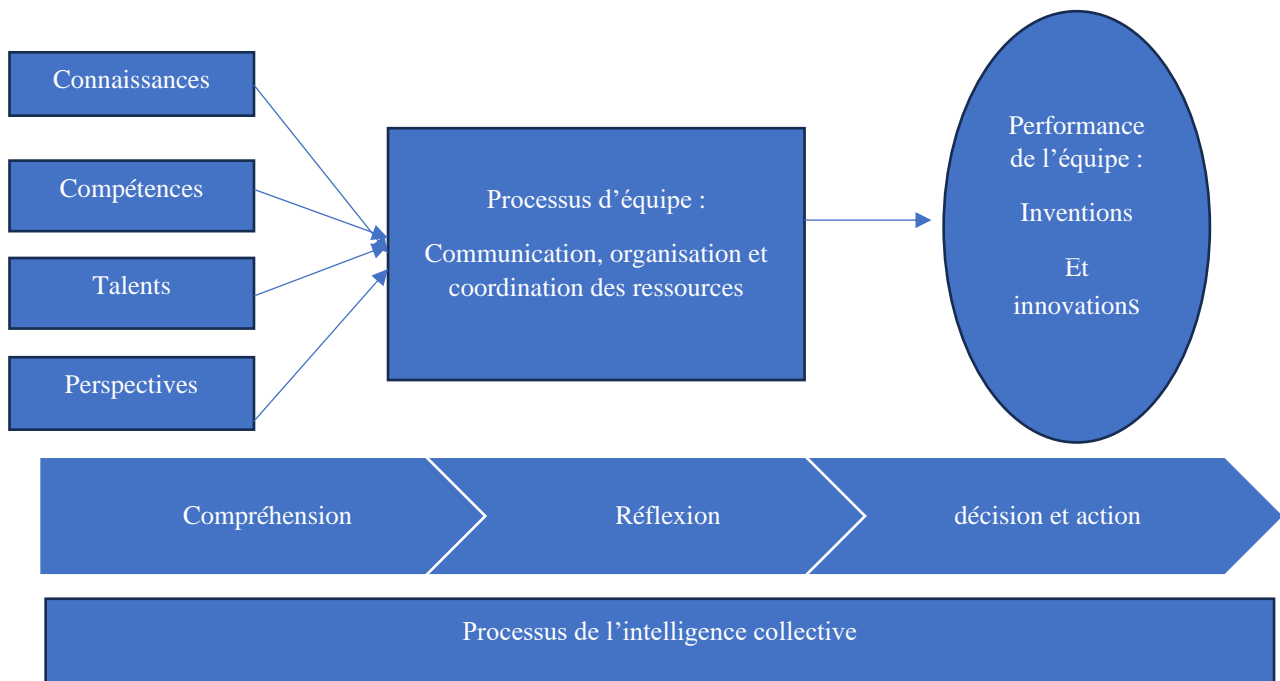 Connaissances
Compétences
Talents
Perspectives
Processus d’équipe :
Communication, organisation et
coordination des ressources
Performance
de l’équipe :
Inventions
Et
innovations
Compréhension
Réflexion
décision et action
Processus de l’intelligence collective